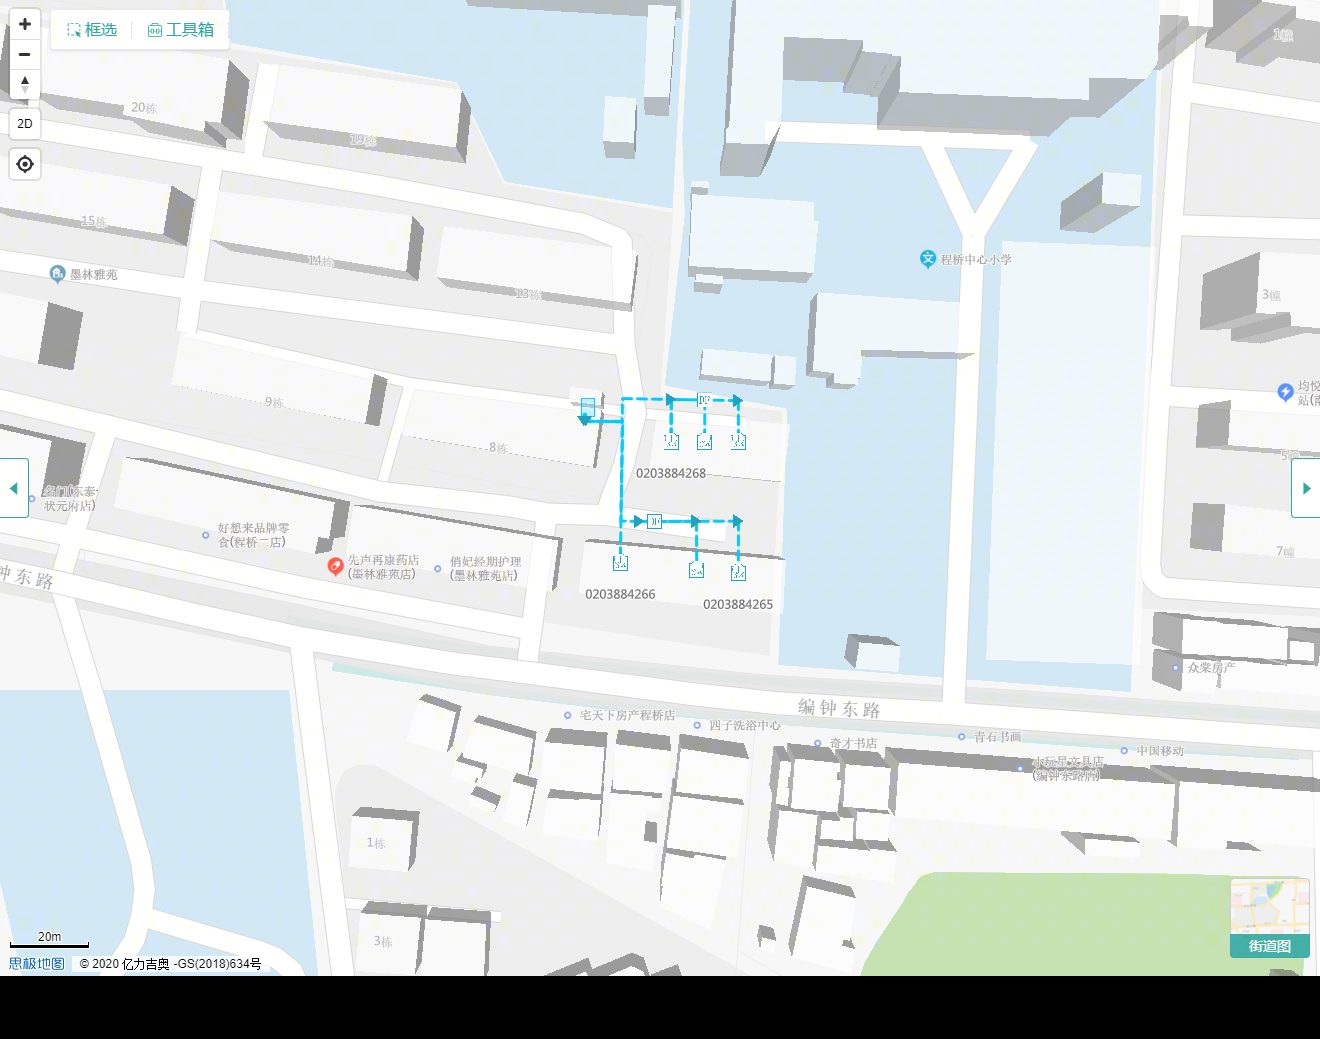 框选
工具箱
2D
1幢
20栋
19栋
15栋
14栋
13栋
墨林雅苑
程桥中心小学
3幢
均悦
站(南
9栋
8栋
5幢
0203884268
状元府店)
好想来品牌零
食(程桥二店)
DP
DP
7幢
先声再康药店
(墨林雅苑店)
俏妃经期护理
(墨林雅苑店)
钟东路
0203884266
0203884265
众棠房产
编钟东路
宅天下房产程桥店
四子洗浴中心
奇才书店
青石书画
中国移动
小玩星文具店
(编钟东路店)
1栋
3栋
20m
思极地图
© 2020 亿力吉奥 -GS(2018)634号
街道图